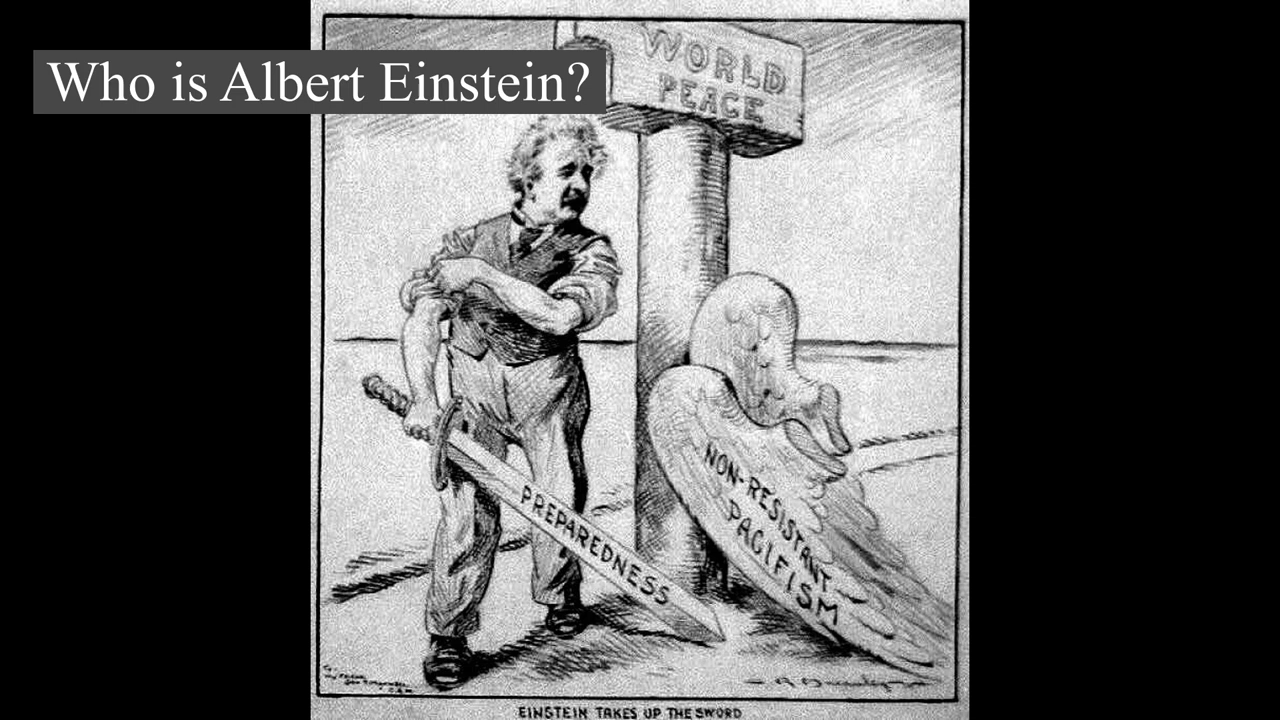 Who is Albert Einstein?
WORLD
PEACE
PREPAREDNESS
NON-RESISTANT
PACIFISM
EINSTEIN TAKES UP THE SWORD